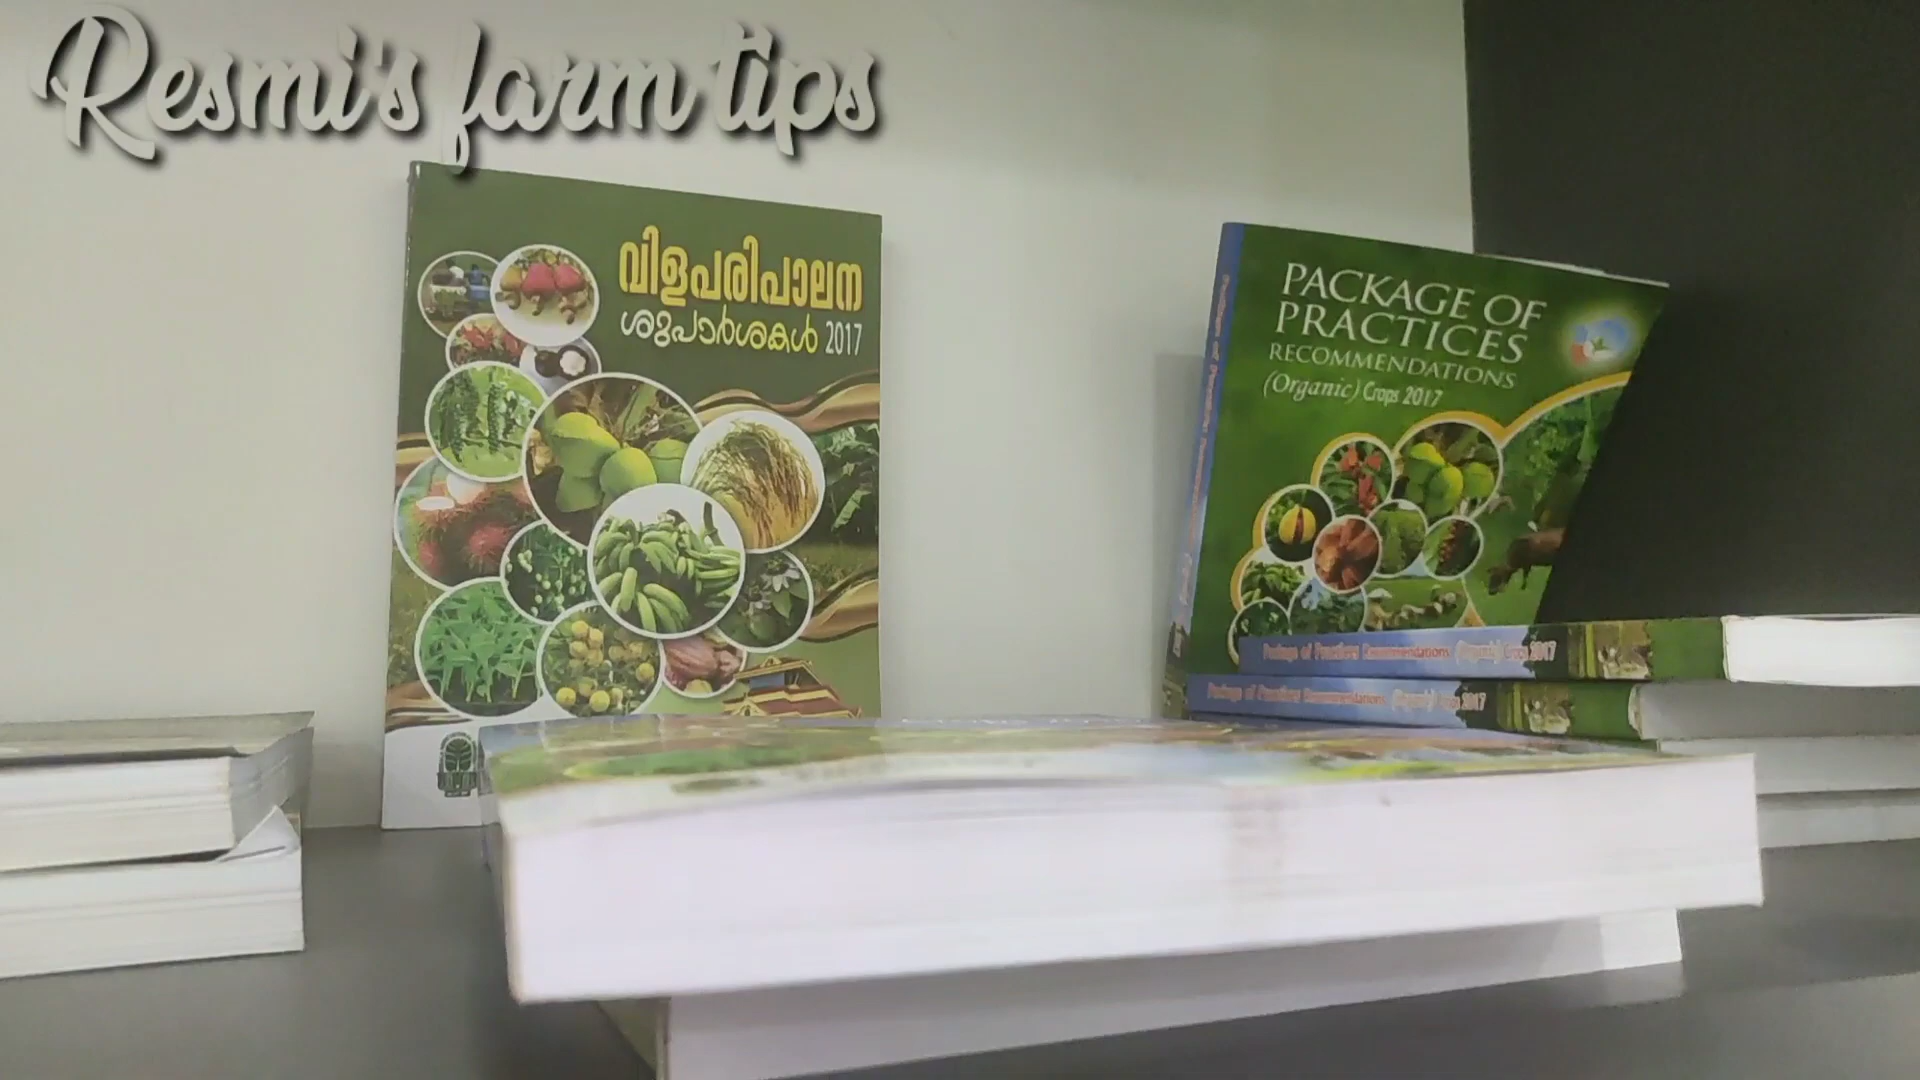 Resmi's farm tips
വിളപരിപാലന
ശുപാർശകൾ 2017
PACKAGE OF
PRACTICES
RECOMMENDATIONS
(Organic) Crops 2017
Package of Practices Recommendations (Organic) Crops 2017
Package of Practices Recommendations (Organic) Crops 2017